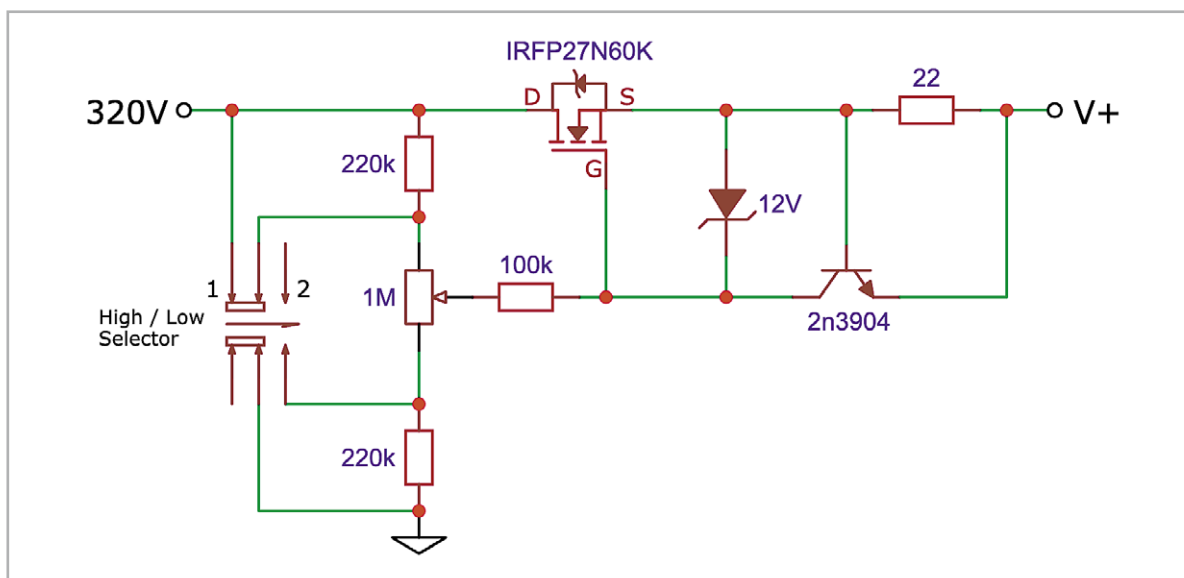 IRFP27N60K
320V
D
S
22
V+
220k
G
12V
100k
1
2
1M
High / Low
Selector
2n3904
220k